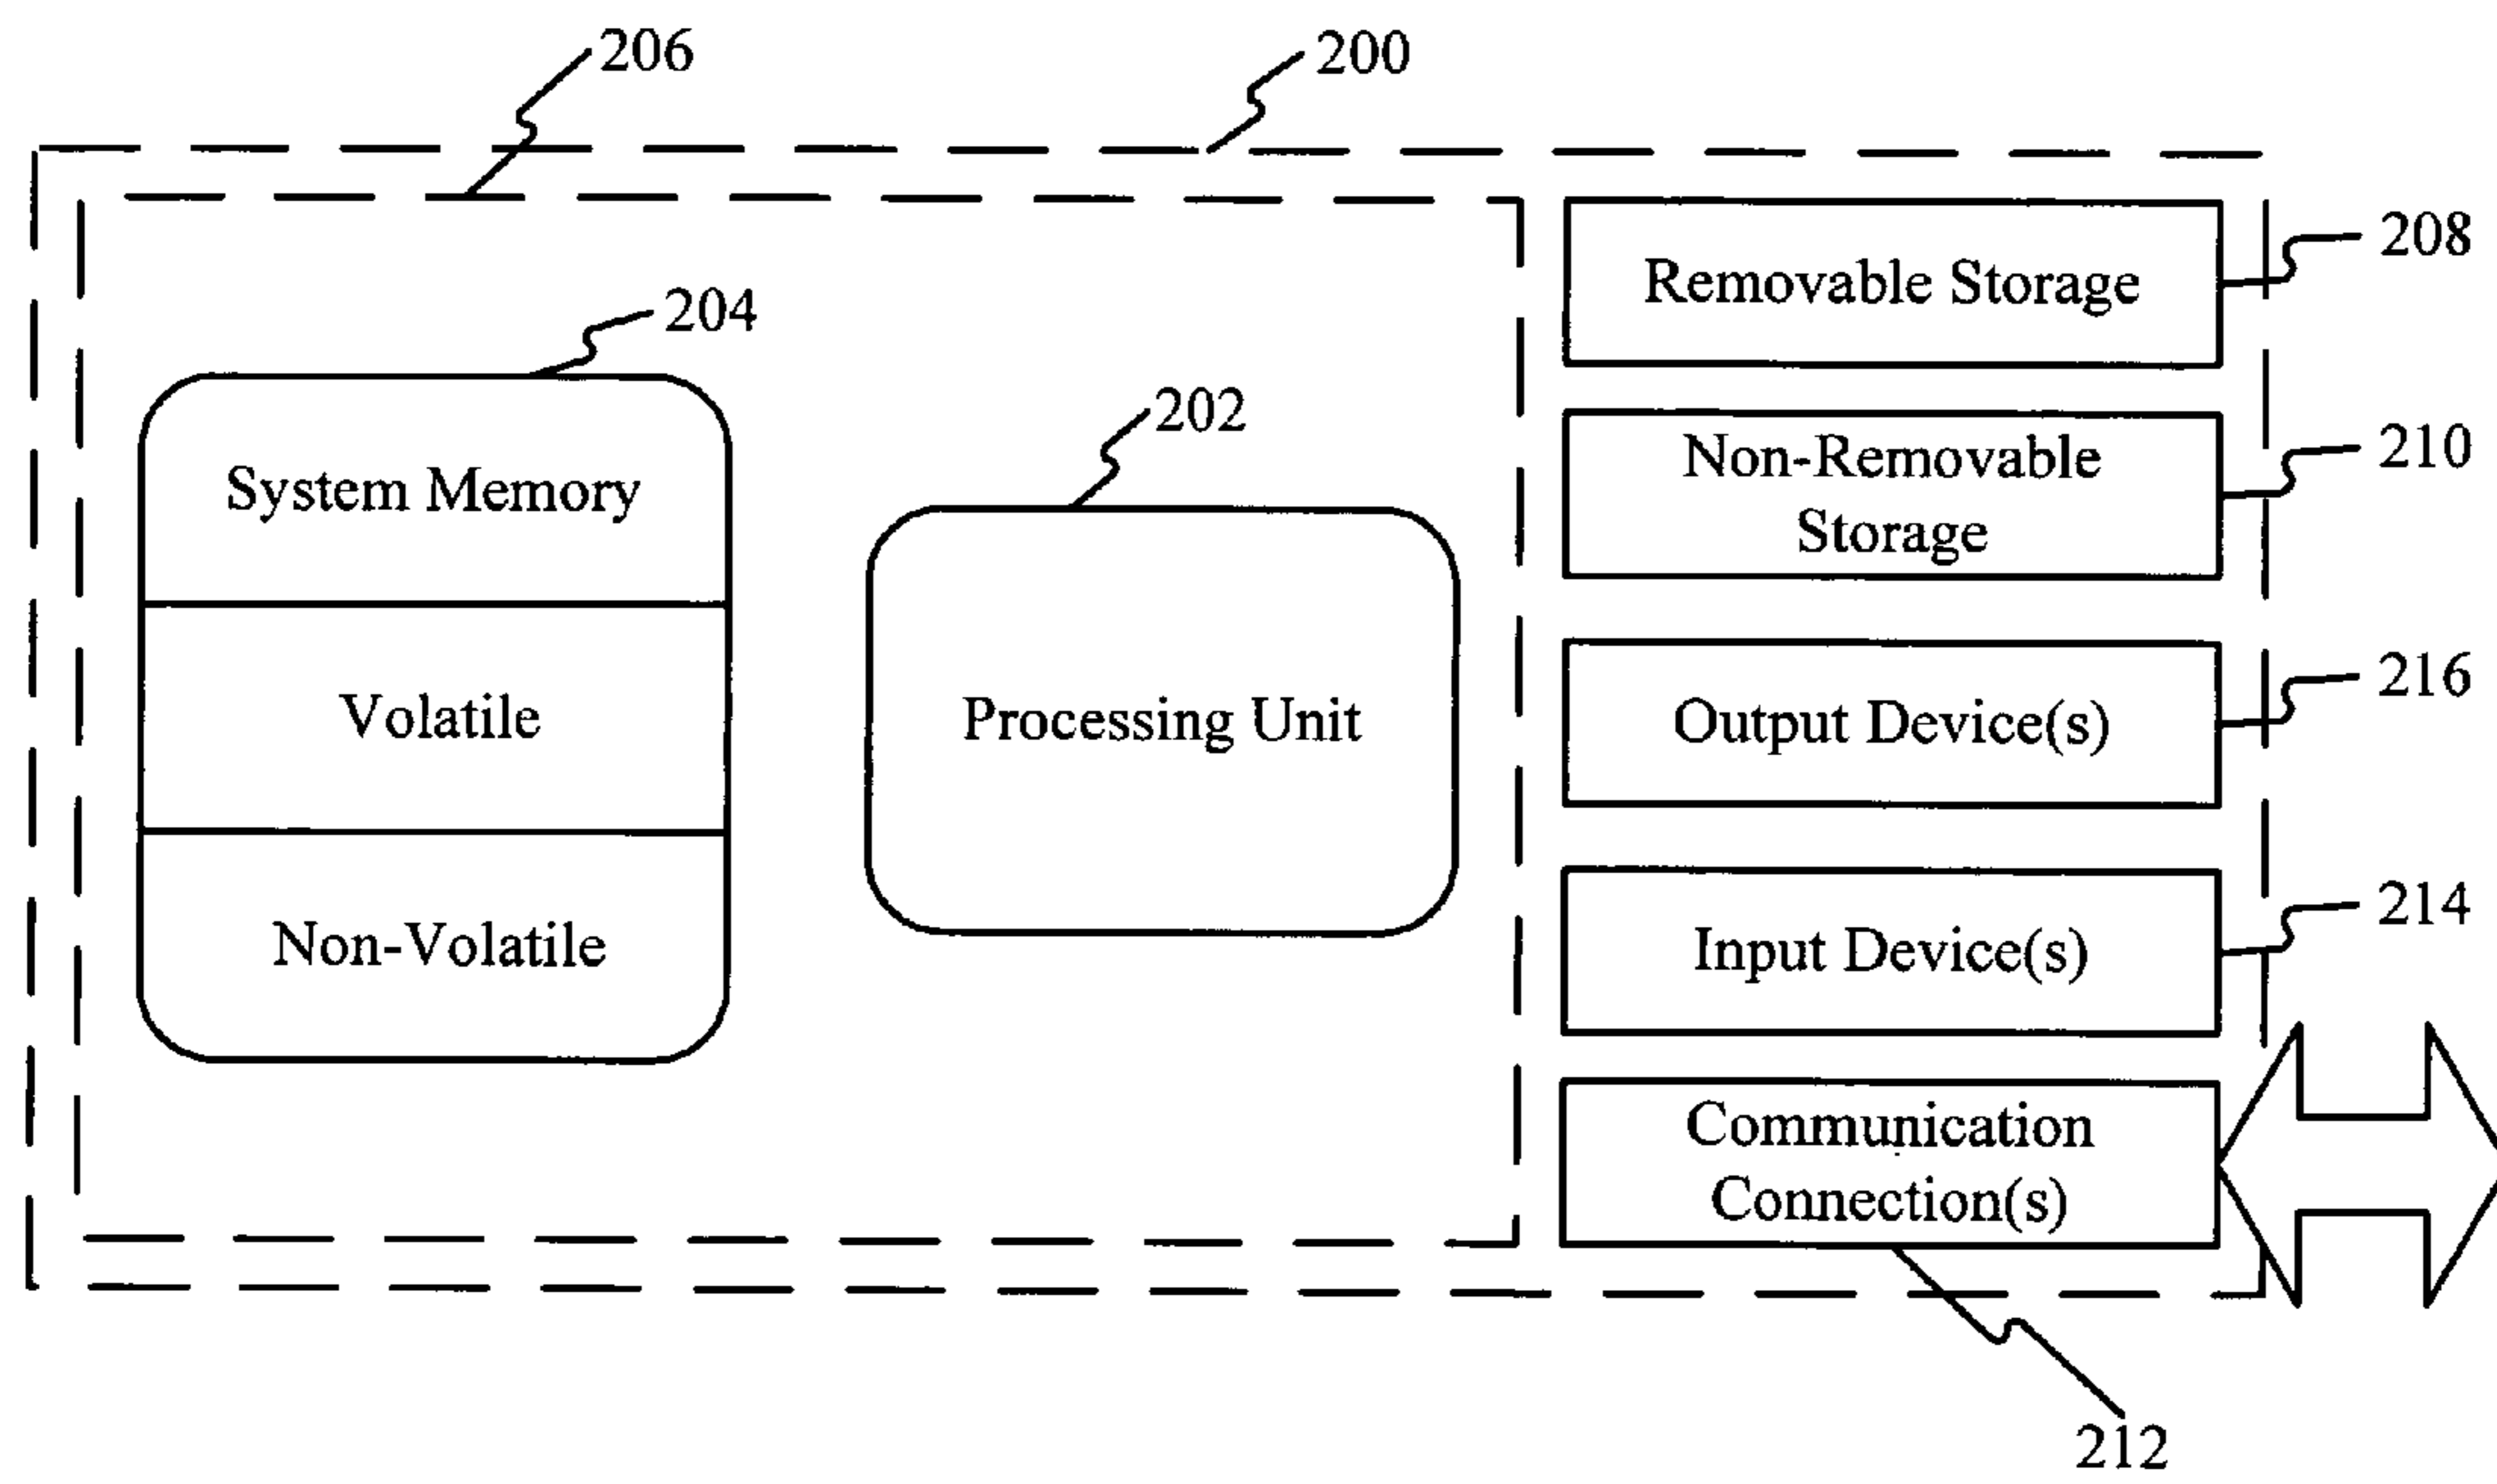 206
200
208
Removable Storage
204
202
210
Non-Removable
Storage
System Memory
216
Volatile
Processing Unit
Output Device(s)
214
Non-Volatile
Input Device(s)
Communication
Connection(s)
212